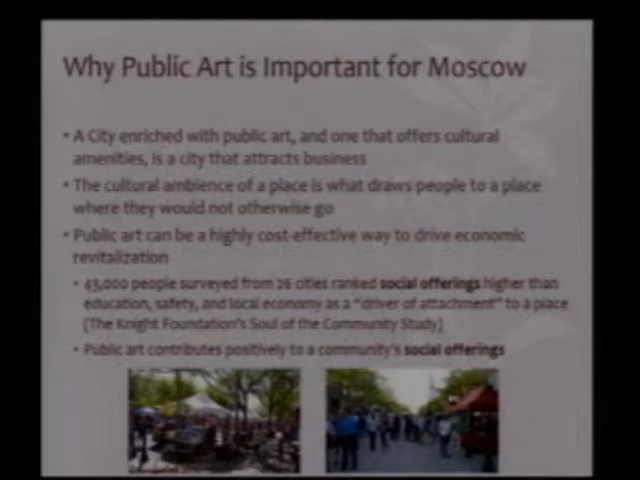 Why Public Art is Important for Moscow
• A City enriched with public art, and one that offers cultural
amenities, is a city that attracts business
• The cultural ambience of a place is what draws people to a place
where they would not otherwise go
• Public art can be a highly cost-effective way to drive economic
revitalization
• 43,000 people surveyed from 26 cities ranked social offerings higher than
education, safety, and local economy as a "driver of attachment" to a place
(The Knight Foundation's Soul of the Community Study)
• Public art contributes positively to a community's social offerings